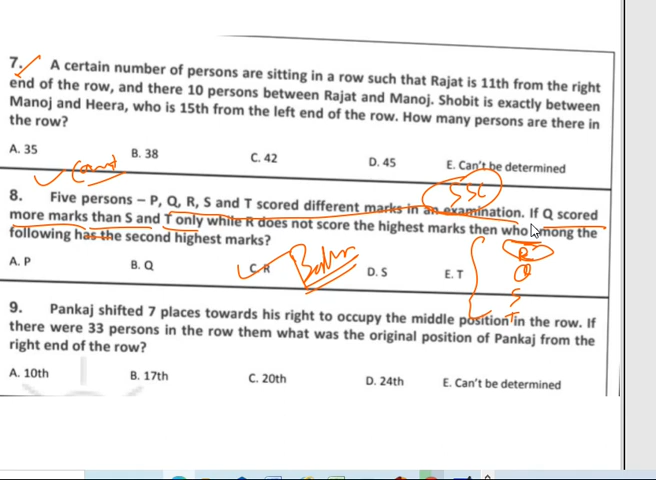 7. A certain number of persons are sitting in a row such that Rajat is 11th from the right
end of the row, and there 10 persons between Rajat and Manoj. Shobit is exactly between
Manoj and Heera, who is 15th from the left end of the row. How many persons are there in
the row?
A. 35 B. 38 C. 42 D. 45 E. Can't be determined
SSC
8. Five persons – P, Q, R, S and T scored different marks in an examination. If Q scored
more marks than S and T only while R does not score the highest marks then who among the
following has the second highest marks?
A. P B. Q C. R D. S E. T
R
Q
S
T
9. Pankaj shifted 7 places towards his right to occupy the middle position in the row. If
there were 33 persons in the row them what was the original position of Pankaj from the
right end of the row?
A. 10th B. 17th C. 20th D. 24th E. Can't be determined